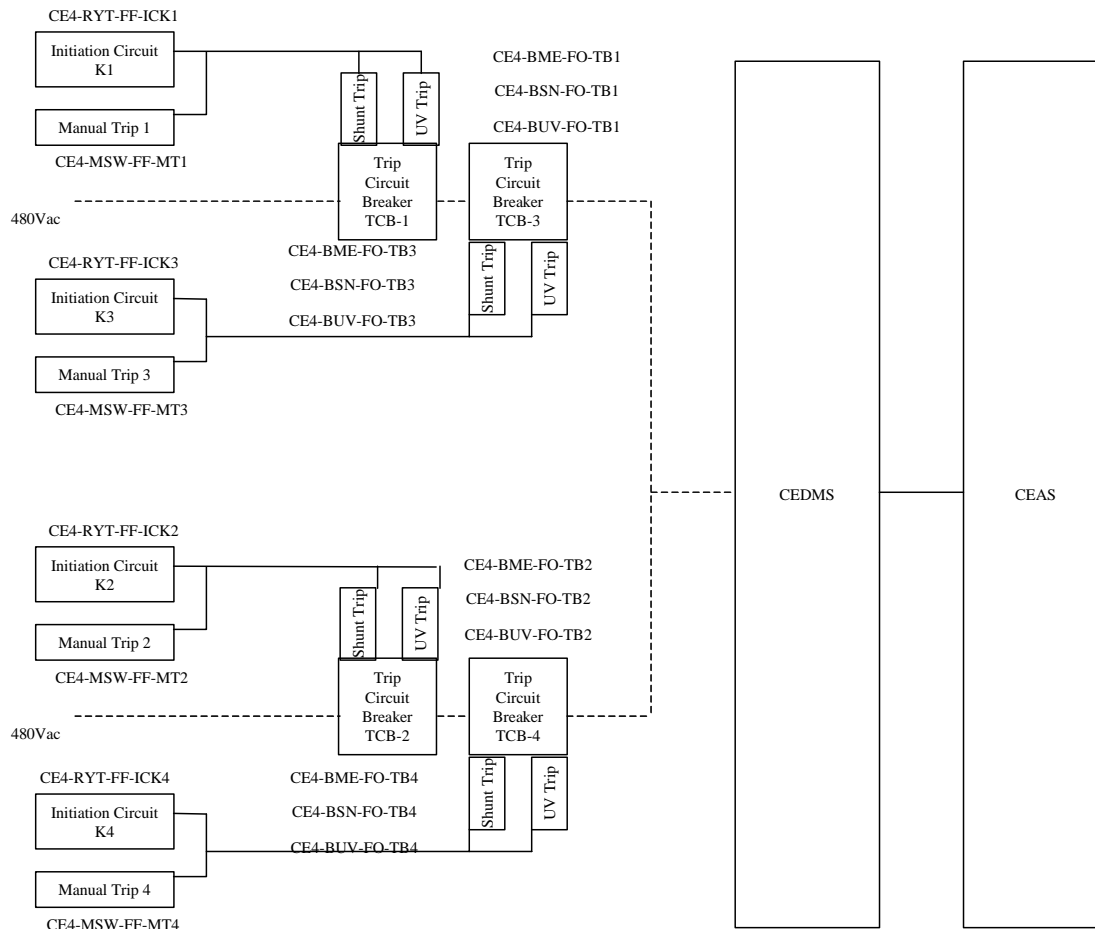 CE4-RYT-FF-ICK1
Initiation Circuit
K1
Manual Trip 1
CE4-MSW-FF-MT1
480Vac
Shunt Trip
UV Trip
Trip
Circuit
Breaker
TCB-1
CE4-BME-FO-TB1
CE4-BSN-FO-TB1
CE4-BUV-FO-TB1
Trip
Circuit
Breaker
TCB-3
CE4-RYT-FF-ICK3
Initiation Circuit
K3
Manual Trip 3
CE4-MSW-FF-MT3
CE4-BME-FO-TB3
CE4-BSN-FO-TB3
CE4-BUV-FO-TB3
Shunt Trip
UV Trip
CE4-RYT-FF-ICK2
Initiation Circuit
K2
Manual Trip 2
CE4-MSW-FF-MT2
480Vac
Shunt Trip
UV Trip
Trip
Circuit
Breaker
TCB-2
CE4-BME-FO-TB2
CE4-BSN-FO-TB2
CE4-BUV-FO-TB2
Trip
Circuit
Breaker
TCB-4
CE4-RYT-FF-ICK4
Initiation Circuit
K4
Manual Trip 4
CE4-MSW-FF-MT4
CE4-BME-FO-TB4
CE4-BSN-FO-TB4
CE4-BUV-FO-TB4
Shunt Trip
UV Trip
CEDMS
CEAS